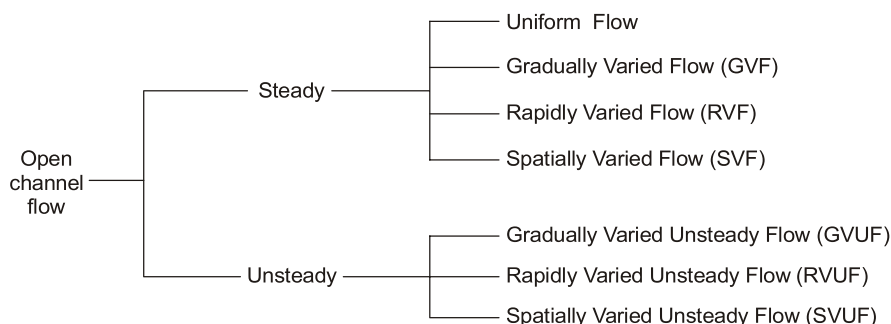 Open
channel
flow
Steady
Uniform Flow
Gradually Varied Flow (GVF)
Rapidly Varied Flow (RVF)
Spatially Varied Flow (SVF)
Unsteady
Gradually Varied Unsteady Flow (GVUF)
Rapidly Varied Unsteady Flow (RVUF)
Spatially Varied Unsteady Flow (SVUF)